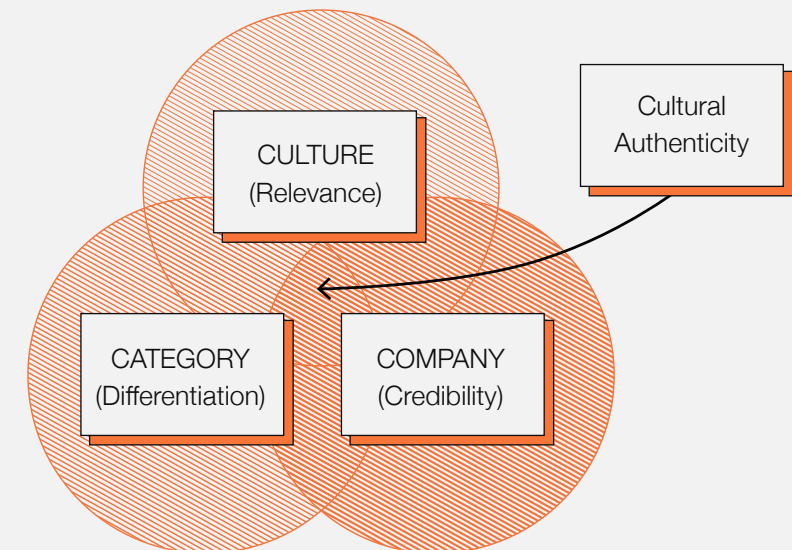 CULTURE
(Relevance)
Cultural
Authenticity
CATEGORY
(Differentiation)
COMPANY
(Credibility)